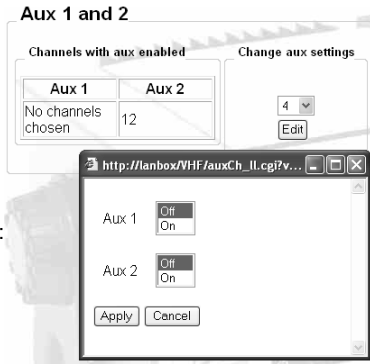 Aux 1 and 2
Channels with aux enabled
Change aux settings
Aux 1 Aux 2
No channels chosen
12
4
Edit
http://lanbox/VHF/auxCh_II.cgi?v...
Aux 1
Off
On
Aux 2
Off
On
Apply Cancel
: